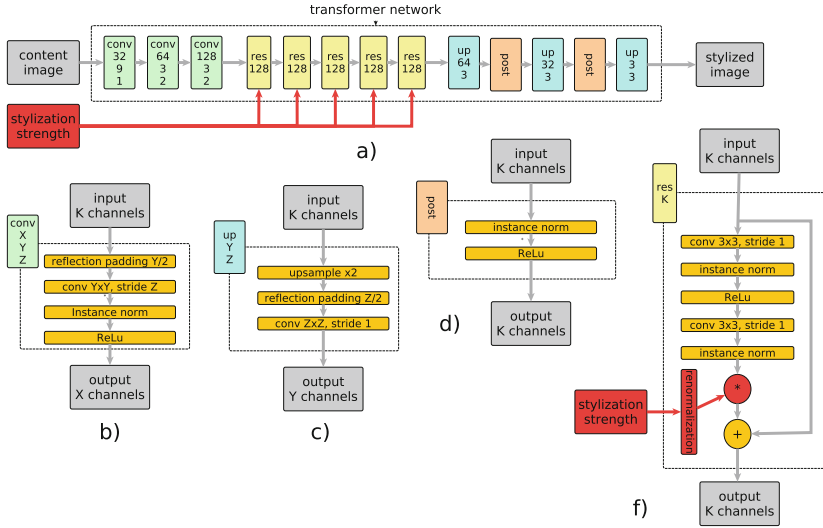 transformer network
content
image
conv
32
9
1
conv
64
3
2
conv
128
3
2
res
128
res
128
res
128
res
128
res
128
up
64
3
post
up
32
3
post
up
3
3
stylized
image
stylization
strength
a)
conv
X
Y
Z
input
K channels
reflection padding Y/2
conv YxY, stride Z
Instance norm
ReLu
output
X channels
b)
up
Y
Z
input
K channels
upsample x2
reflection padding Z/2
conv ZxZ, stride 1
output
Y channels
c)
post
input
K channels
instance norm
ReLu
output
K channels
d)
res
K
input
K channels
conv 3x3, stride 1
instance norm
ReLu
conv 3x3, stride 1
instance norm
stylization
strength
renormalization
*
+
output
K channels
f)